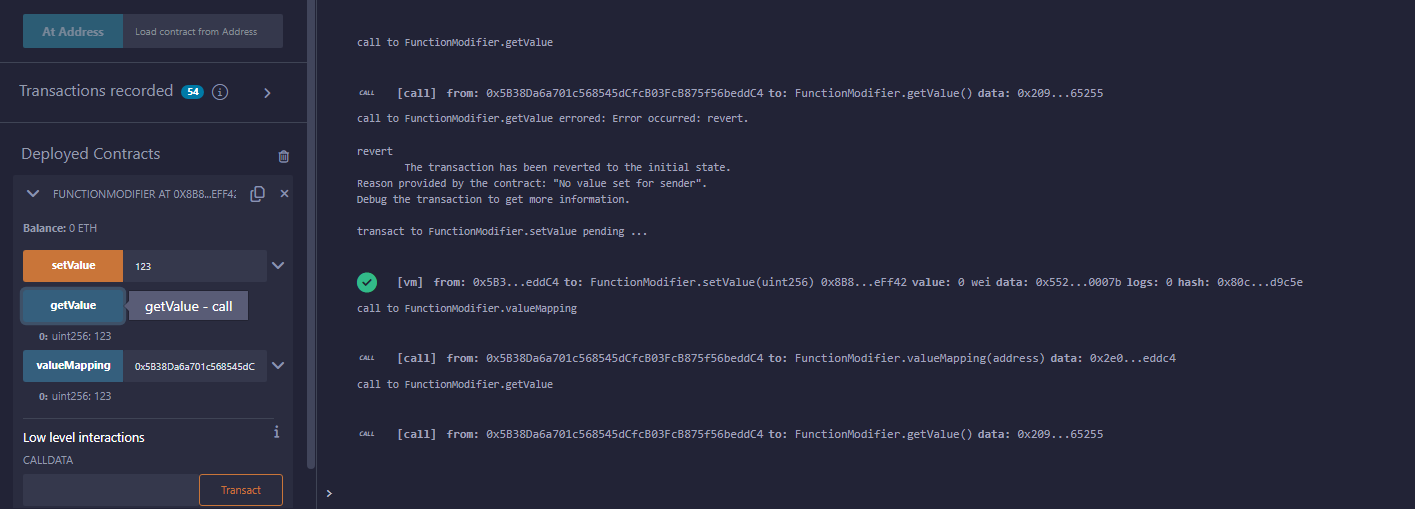 At Address
Load contract from Address
Transactions recorded 54
Deployed Contracts
FUNCTIONMODIFIER AT 0X8B8...EFF42
Balance: 0 ETH
setValue 123
getValue
getValue - call
0: uint256: 123
valueMapping 0x5B38Da6a701c568545dC
0: uint256: 123
Low level interactions
CALLDATA
Transact
call to FunctionModifier.getValue
CALL [call] from: 0x5B38Da6a701c568545dCfcB03FcB875f56beddC4 to: FunctionModifier.getValue() data: 0x209...65255
call to FunctionModifier.getValue errored: Error occurred: revert.
revert
The transaction has been reverted to the initial state.
Reason provided by the contract: "No value set for sender".
Debug the transaction to get more information.
transact to FunctionModifier.setValue pending ...
[vm] from: 0x5B3...eddC4 to: FunctionModifier.setValue(uint256) 0x8B8...eFf42 value: 0 wei data: 0x552...0007b logs: 0 hash: 0x80c...d9c5e
call to FunctionModifier.valueMapping
CALL [call] from: 0x5B38Da6a701c568545dCfcB03FcB875f56beddC4 to: FunctionModifier.valueMapping(address) data: 0x2e0...eddc4
call to FunctionModifier.getValue
CALL [call] from: 0x5B38Da6a701c568545dCfcB03FcB875f56beddC4 to: FunctionModifier.getValue() data: 0x209...65255
>